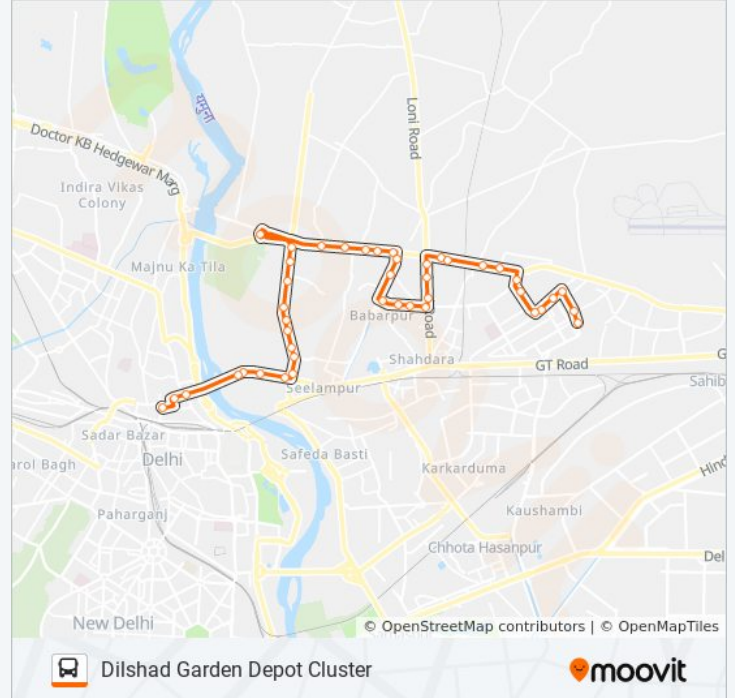 Loni Road
Doctor KB Hedgewar Marg
Indira Vikas
Colony
Majnu Ka Tila
Babarpur
Road
Shahdara
GT Road
G
Seelampur
Sahib
Sadar Bazar
Safeda Basti
Delhi
arol Bagh
Karkarduma
Hind
Paharganj
Kaushambi
Chhota Hasanpur
Del
New Delhi
© OpenStreetMap contributors | © OpenMapTiles
Dilshad Garden Depot Cluster
moovit